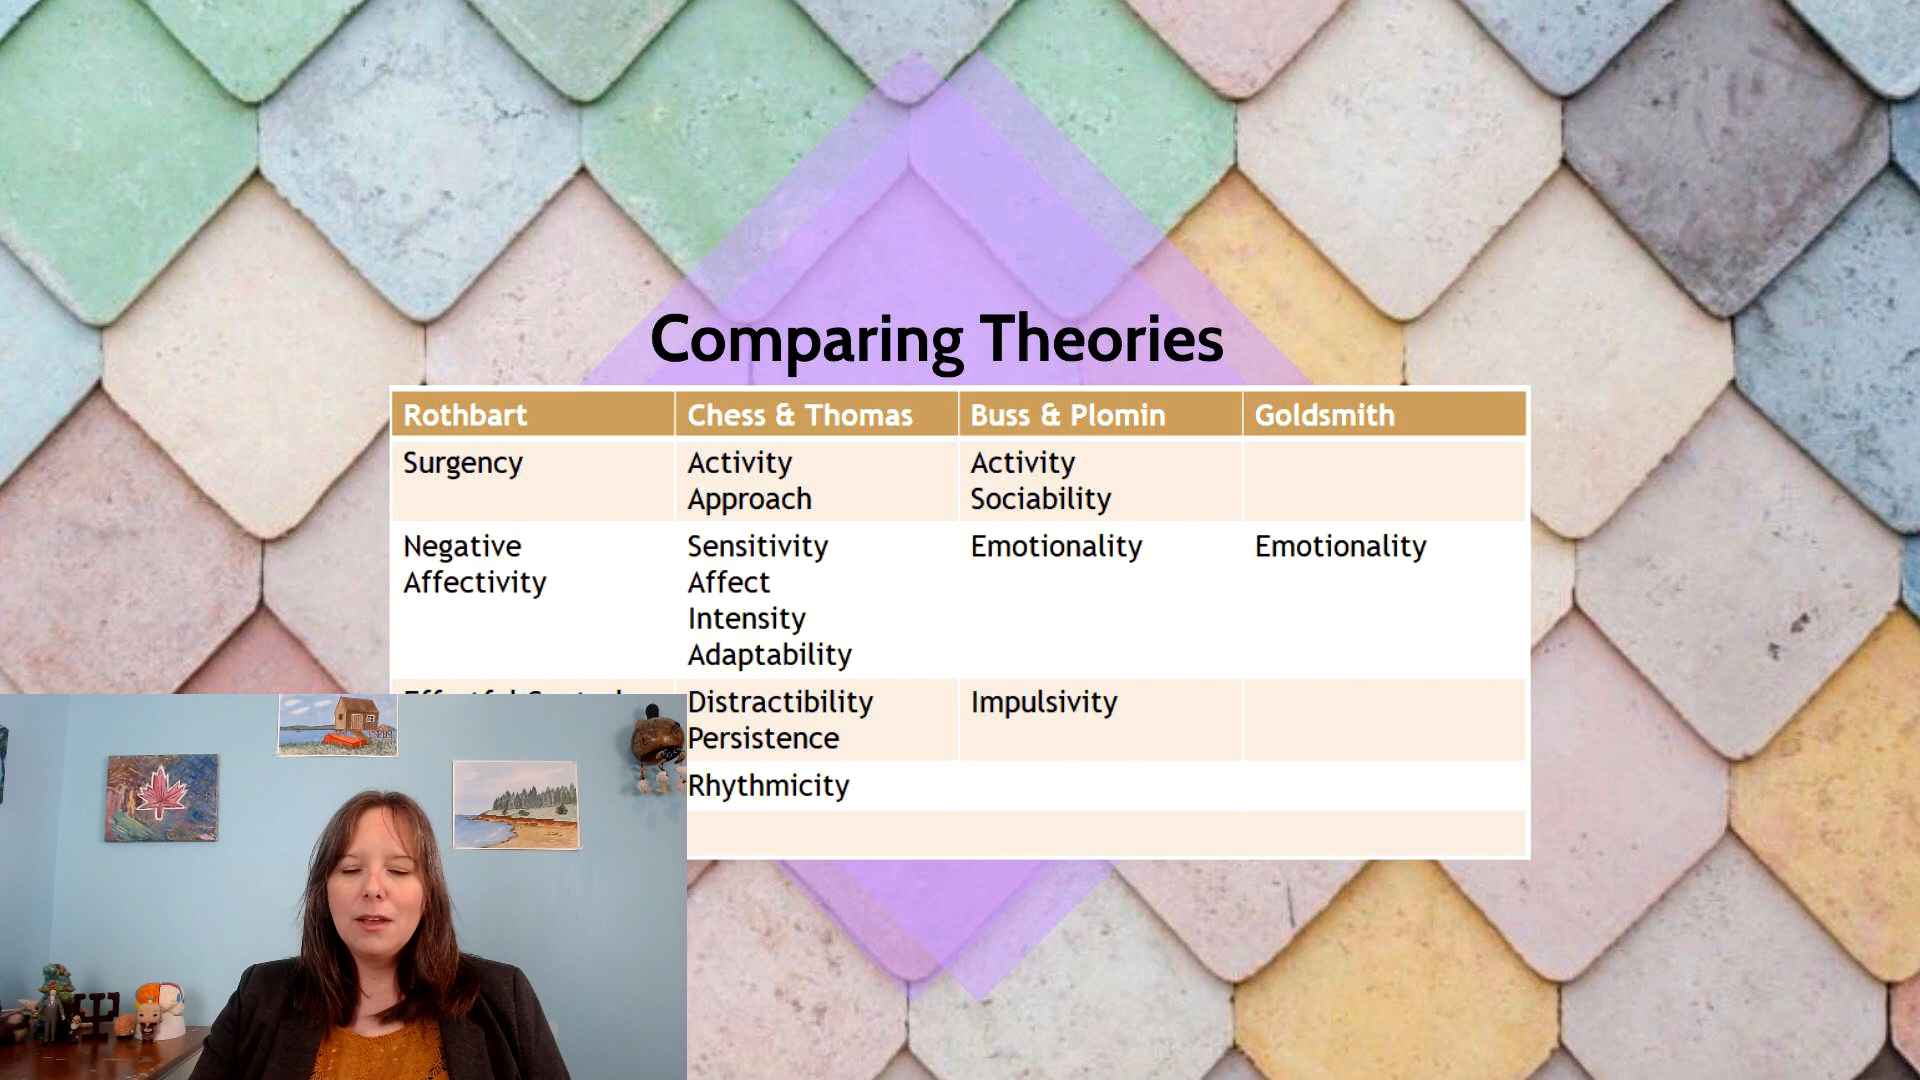 Comparing Theories
Rothbart
Chess & Thomas
Buss & Plomin
Goldsmith
Surgency
Activity
Approach
Activity
Sociability
Negative
Affectivity
Sensitivity
Affect
Intensity
Adaptability
Emotionality
Emotionality
Distractibility
Persistence
Impulsivity
Rhythmicity